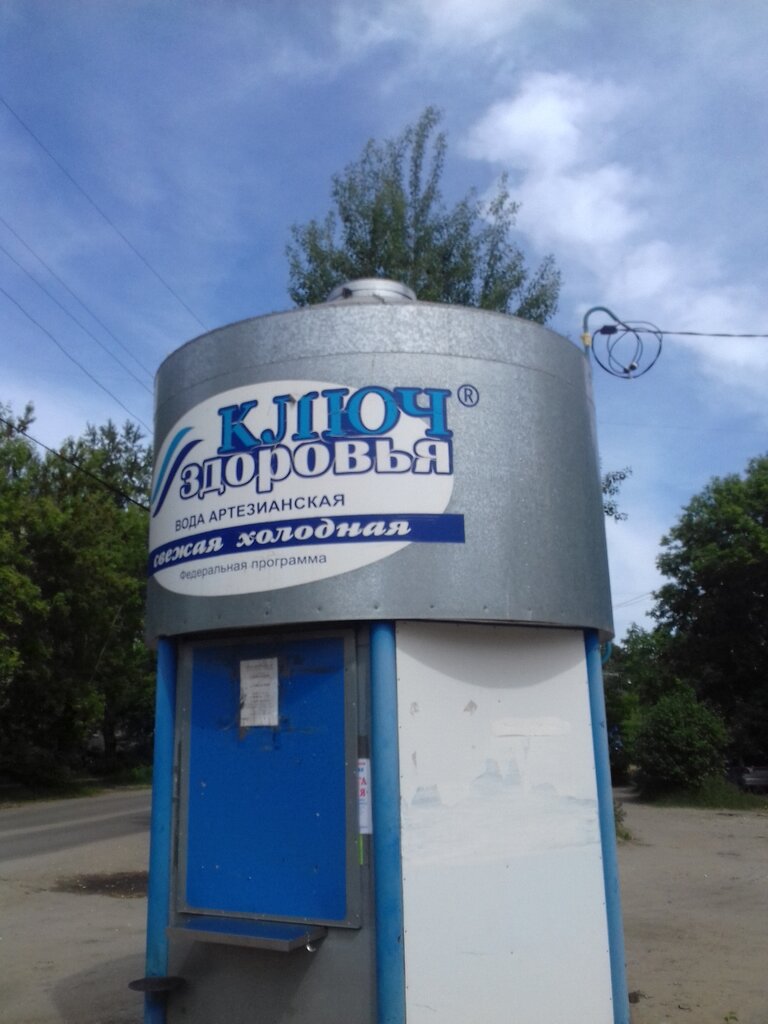 КЛЮЧ ®
здоровья
ВОДА АРТЕЗИАНСКАЯ
свежая холодная
Федеральная программа